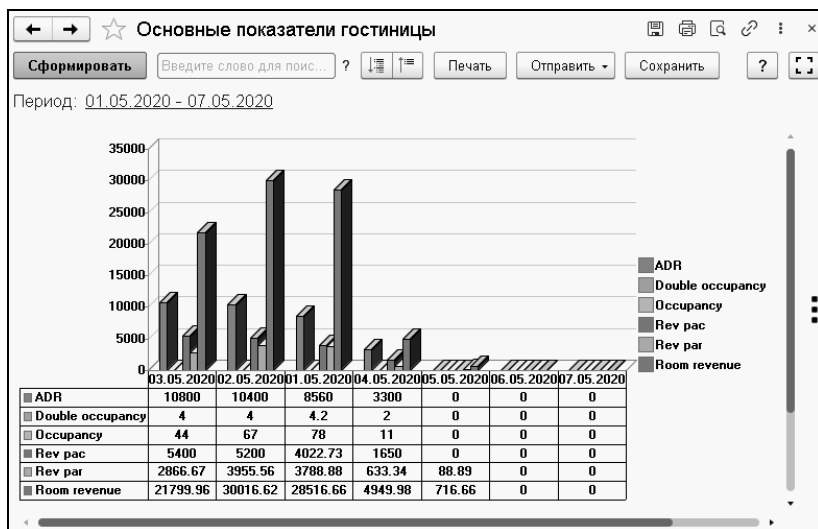 Основные показатели гостиницы
Сформировать Введите слово для поис... ? Печать Отправить Сохранить ?
Период: 01.05.2020 - 07.05.2020
35000
30000
25000
20000
15000
10000
5000
0
ADR
Double occupancy
Occupancy
Rev pac
Rev par
Room revenue
03.05.2020 02.05.2020 01.05.2020 04.05.2020 05.05.2020 06.05.2020 07.05.2020
ADR 10800 10400 8560 3300 0 0 0
Double occupancy 4 4 4.2 2 0 0 0
Occupancy 44 67 78 11 0 0 0
Rev pac 5400 5200 4022.73 1650 0 0 0
Rev par 2866.67 3955.56 3788.88 633.34 88.89 0 0
Room revenue 21799.96 30016.62 28516.66 4949.98 716.66 0 0